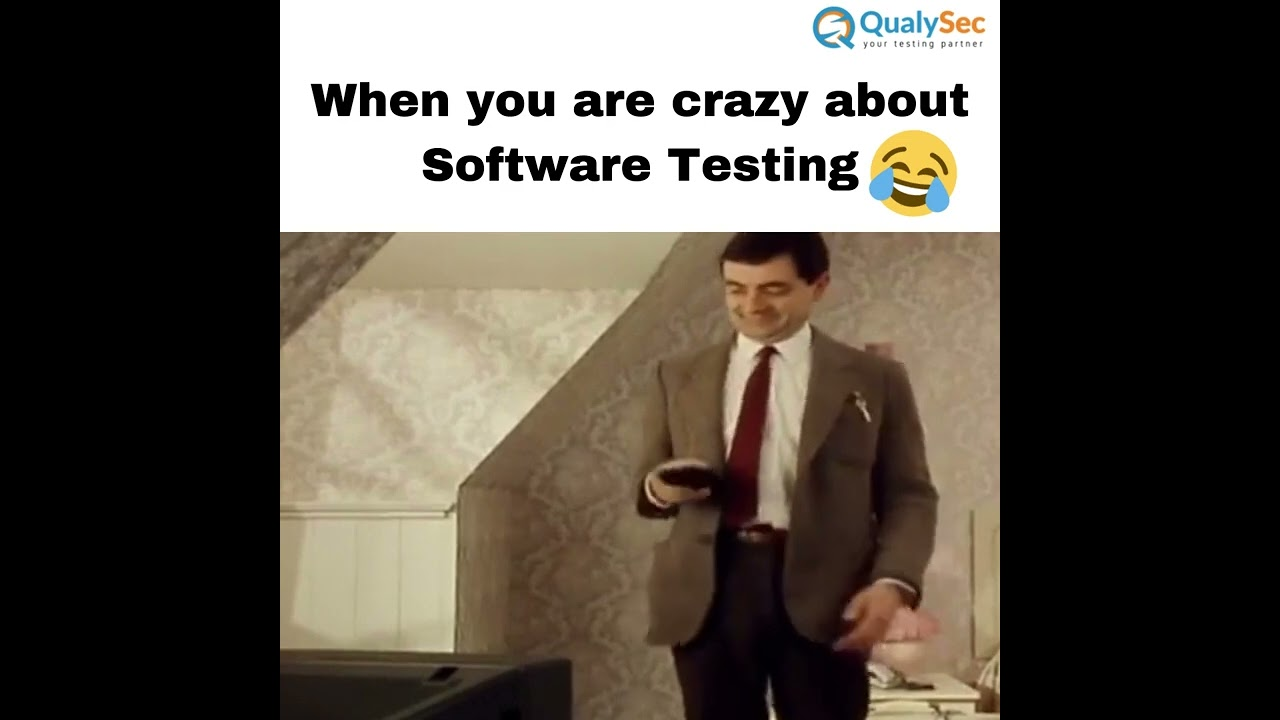 QualySec
your testing partner
When you are crazy about
Software Testing😂